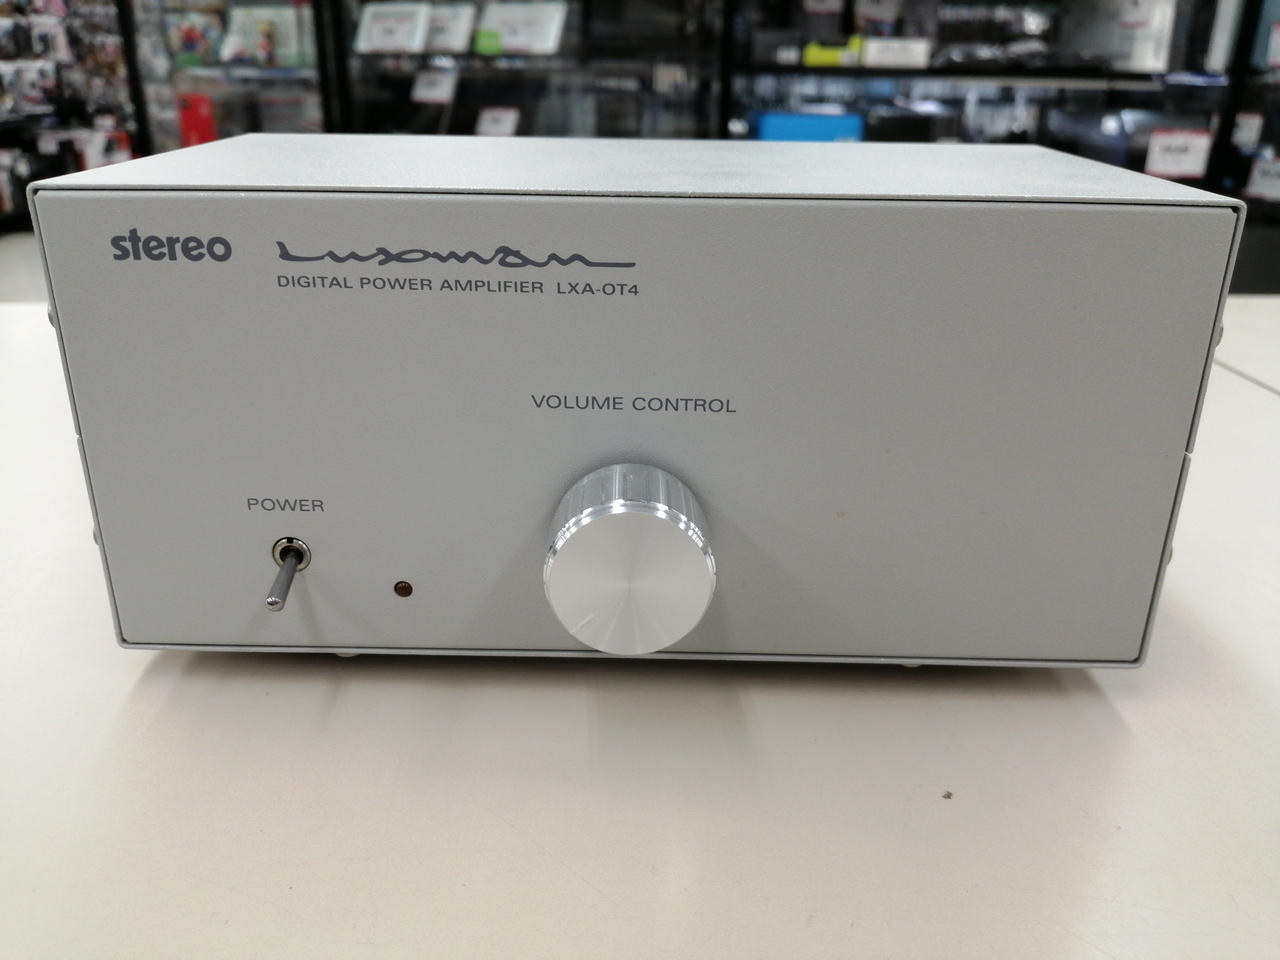 stereo LUXMAN
DIGITAL POWER AMPLIFIER LXA-OT4
VOLUME CONTROL
POWER